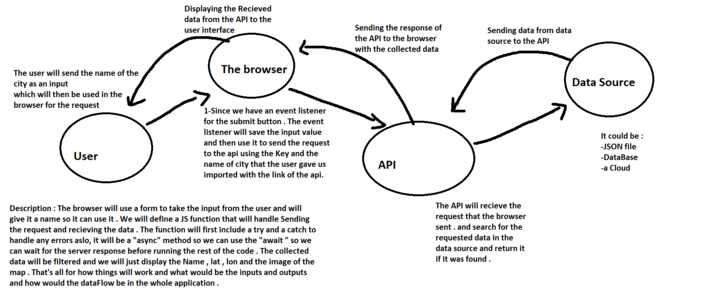 Displaying the Recieved
data from the API to the
user interface
Sending the response of
the API to the browser
with the collected data
Sending data from data
source to the API
The user will send the name of the
city as an input
which will then be used in the
browser for the request
The browser
Data Source
1-Since we have an event listener
for the submit button . The event
listener will save the input value
and then use it to send the request
to the api using the Key and the
name of city that the user gave us
imported with the link of the api.
User
API
It could be :
-JSON file
-DataBase
-a Cloud
The API will recieve the
request that the browser
sent . and search for the
requested data in the
data source and return it
if it was found .
Description : The browser will use a form to take the input from the user and will
give it a name so it can use it . We will define a JS function that will handle Sending
the request and recieving the data . The function will first include a try and a catch to
handle any errors aslo, it will be a "async" method so we can use the "await " so we
can wait for the server response before running the rest of the code . The collected
data will be filtered and we will just display the Name , lat , lon and the image of the
map . That's all for how things will work and what would be the inputs and outputs
and how would the dataFlow be in the whole application .